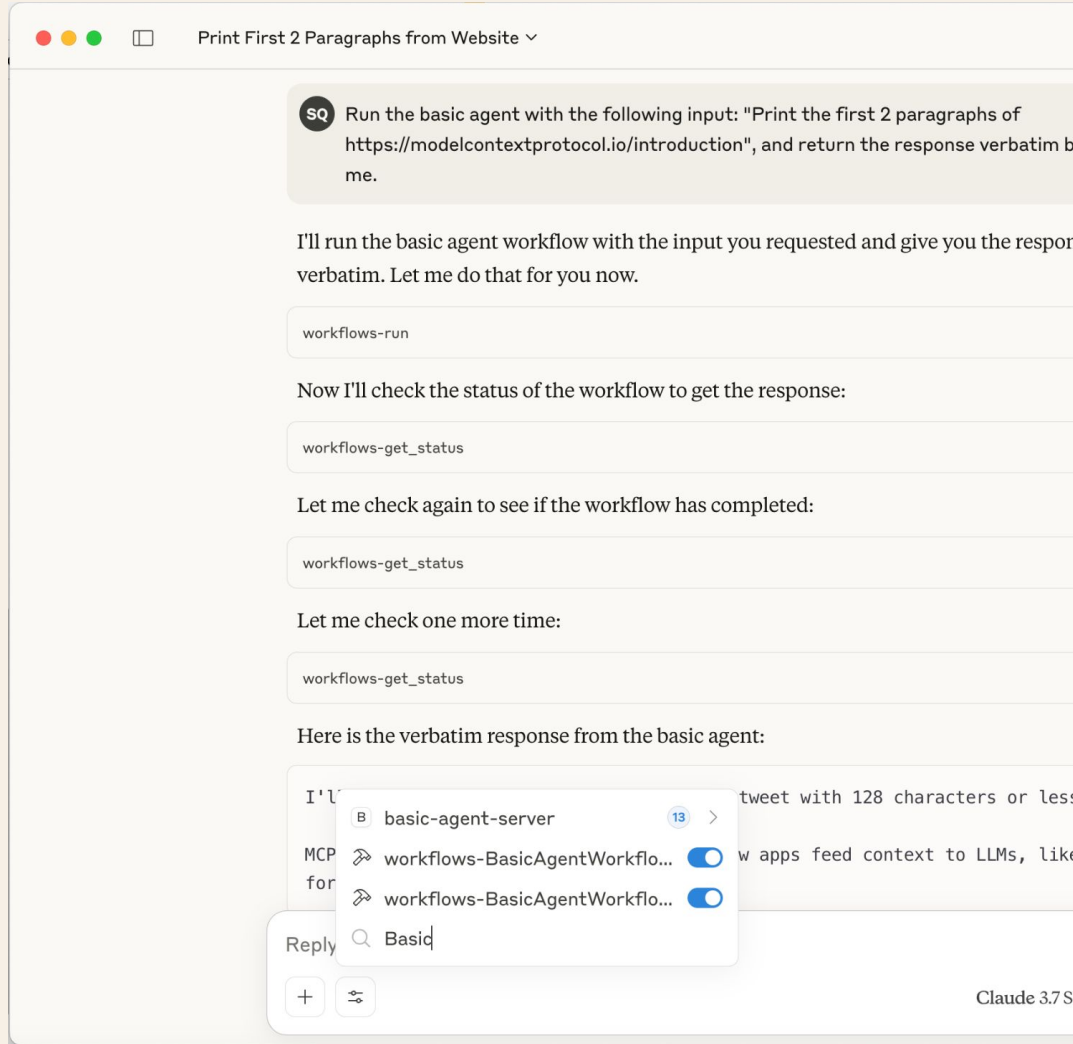 Print First 2 Paragraphs from Website
SQ
Run the basic agent with the following input: "Print the first 2 paragraphs of
https://modelcontextprotocol.io/introduction", and return the response verbatim b
me.
I'll run the basic agent workflow with the input you requested and give you the respon
verbatim. Let me do that for you now.
workflows-run
Now I'll check the status of the workflow to get the response:
workflows-get_status
Let me check again to see if the workflow has completed:
workflows-get_status
Let me check one more time:
workflows-get_status
Here is the verbatim response from the basic agent:
I'll tweet with 128 characters or less
MCP w apps feed context to LLMs, like
for
B basic-agent-server 13
workflows-BasicAgentWorkflo...
workflows-BasicAgentWorkflo...
Basic
Reply
Claude 3.7 S